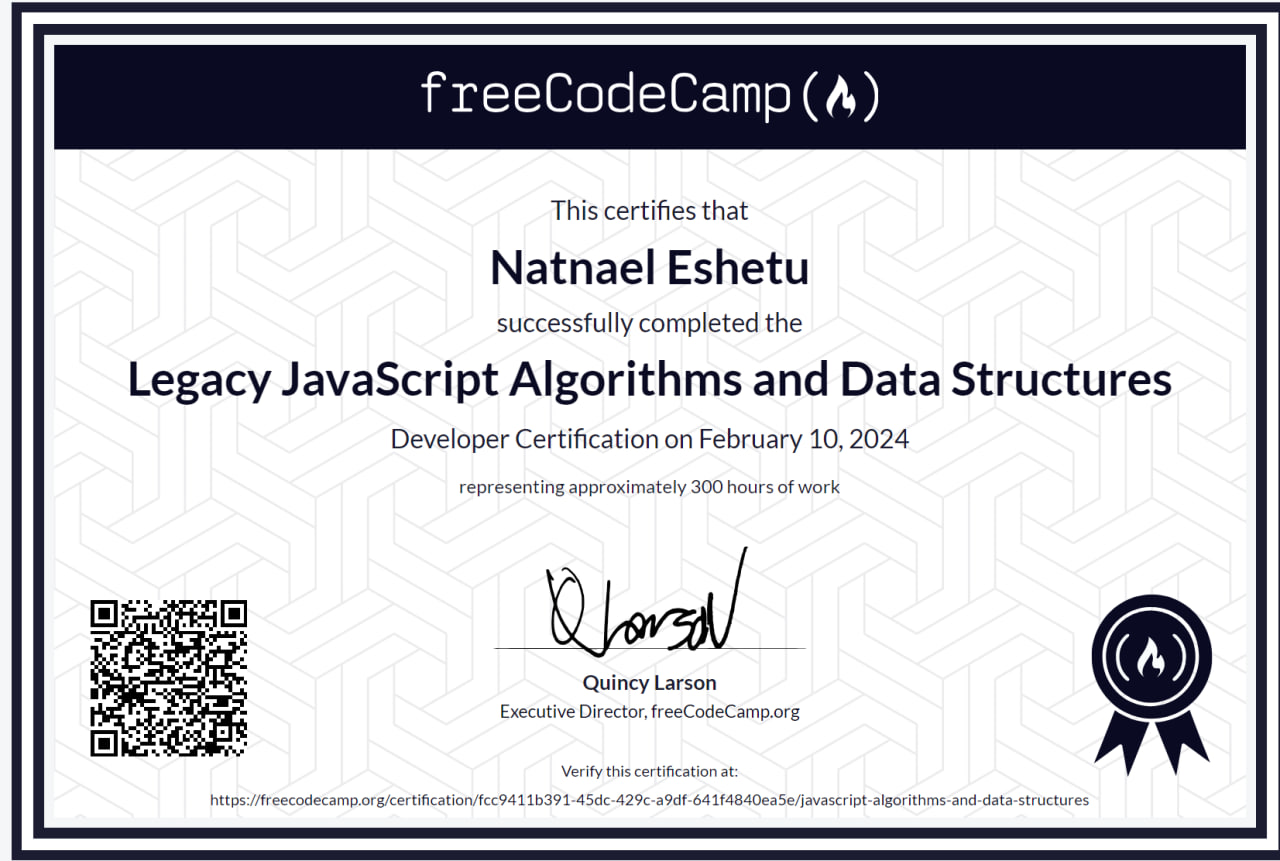 freeCodeCamp
This certifies that
Natnael Eshetu
successfully completed the
Legacy JavaScript Algorithms and Data Structures
Developer Certification on February 10, 2024
representing approximately 300 hours of work
Q Larson
Quincy Larson
Executive Director, freeCodeCamp.org
Verify this certification at:
https://freecodecamp.org/certification/fcc9411b391-45dc-429c-a9df-641f4840ea5e/javascript-algorithms-and-data-structures